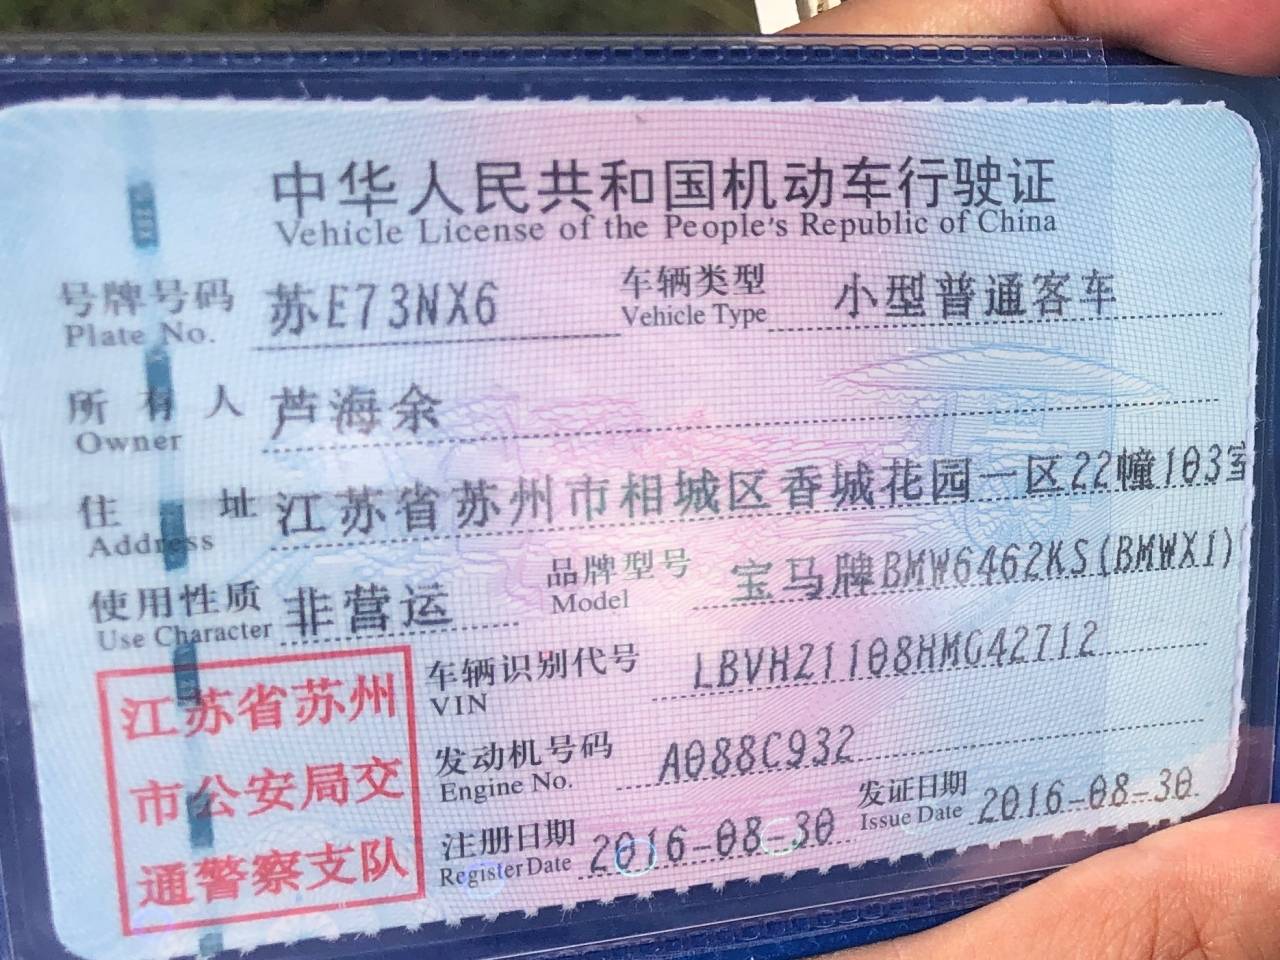 中华人民共和国机动车行驶证
Vehicle License of the People's Republic of China
号牌号码 苏E73NX6 车辆类型 小型普通客车
Plate No. Vehicle Type
所有人 芦海余
Owner
住址 江苏省苏州市相城区香城花园一区22幢103室
Address
使用性质 非营运 品牌型号 宝马牌BMW6462KS(BMWX1)
Use Character Model
车辆识别代号 LBVHZ1108HMG42712
VIN
发动机号码 A088C932
Engine No.
注册日期 2016-08-30 发证日期 2016-08-30
Register Date Issue Date
江苏省苏州
市公安局交
通警察支队